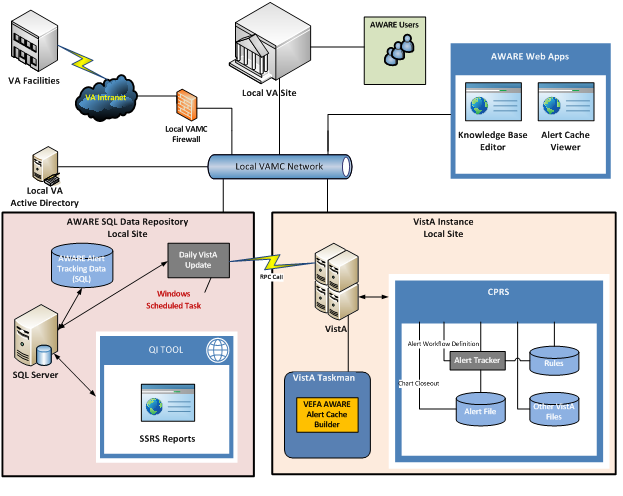 AWARE Users
AWARE Web Apps
VA Facilities
VA Intranet
Local VA Site
Knowledge Base
Editor
Alert Cache
Viewer
Local VAMC
Firewall
Local VAMC Network
Local VA
Active Directory
AWARE SQL Data Repository
Local Site
AWARE Alert
Tracking Data
(SQL)
Daily VistA
Update
Windows
Scheduled Task
RPC Call
SQL Server
QI TOOL
SSRS Reports
VistA Instance
Local Site
VistA
CPRS
Alert Workflow Definition
Alert Tracker
Rules
Chart Closeout
Alert File
Other VistA
Files
VistA Taskman
VEFA AWARE
Alert Cache
Builder